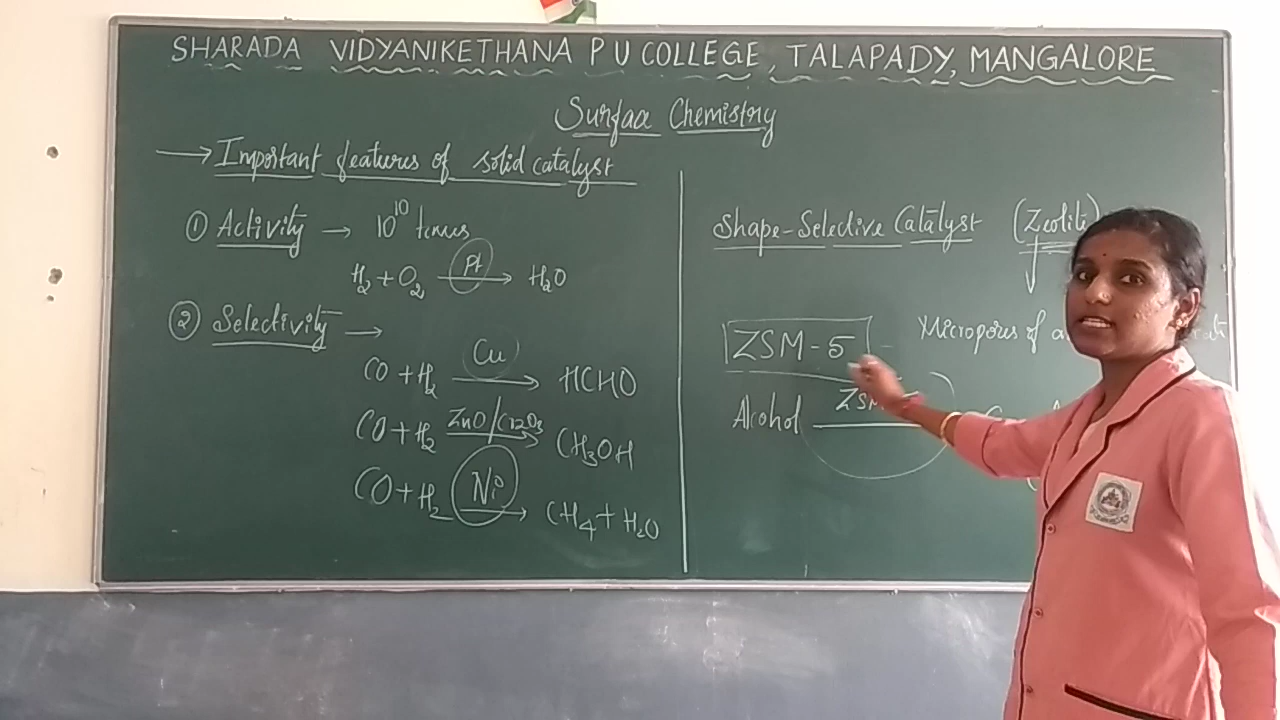 SHARADA VIDYANIKETHANA P U COLLEGE, TALAPADY, MANGALORE
Surface Chemistry
→ Important features of solid catalyst
① Activity → 10¹⁰ times
H₂ + O₂ —Pt→ H₂O
② Selectivity →
CO + H₂ —Cu→ HCHO
CO + H₂ —ZnO/Cr2O3→ CH₃OH
CO + H₂ —Ni→ CH₄ + H₂O
Shape-Selective Catalyst (Zeolite)
ZSM-5 - Micropores of
Alcohol ZSM